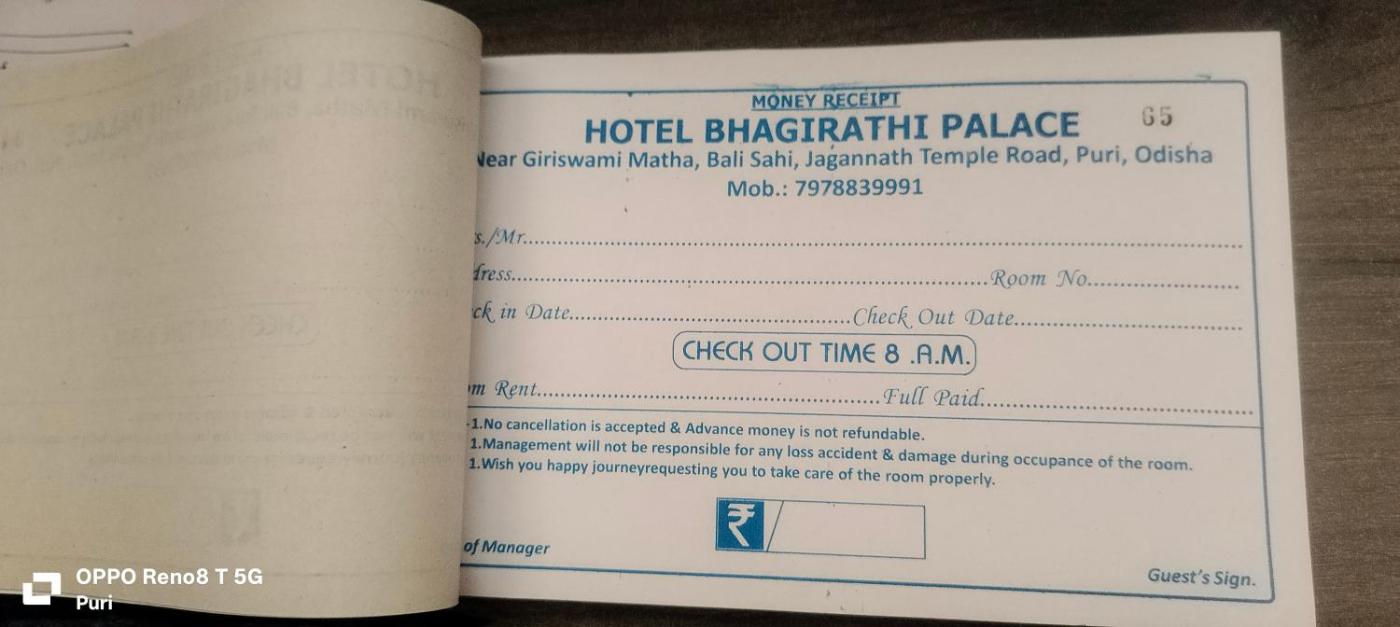 MONEY RECEIPT
HOTEL BHAGIRATHI PALACE 65
Near Giriswami Matha, Bali Sahi, Jagannath Temple Road, Puri, Odisha
Mob.: 7978839991
s./Mr.
dress. Room No.
ck in Date. Check Out Date.
CHECK OUT TIME 8 .A.M.
m Rent. Full Paid.
1.No cancellation is accepted & Advance money is not refundable.
1.Management will not be responsible for any loss accident & damage during occupance of the room.
1.Wish you happy journeyrequesting you to take care of the room properly.
₹
of Manager
Guest's Sign.
OPPO Reno8 T 5G
Puri